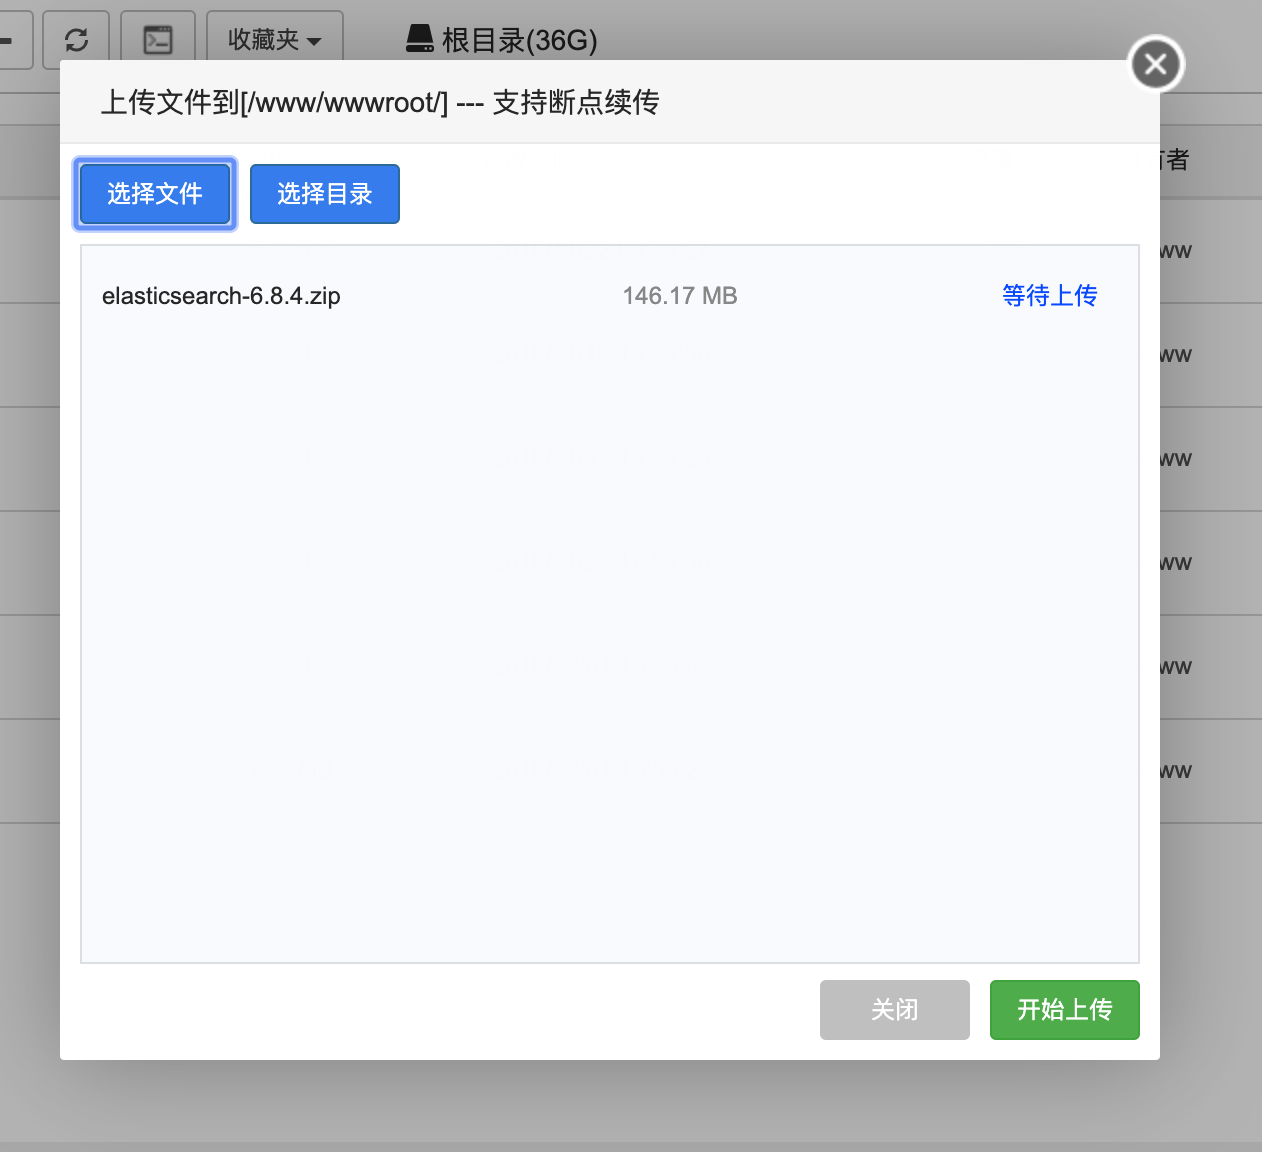 收藏夹
根目录(36G)
上传文件到[/www/wwwroot/] --- 支持断点续传
选择文件
选择目录
者
elasticsearch-6.8.4.zip
146.17 MB
等待上传
ww
ww
ww
ww
ww
ww
关闭
开始上传